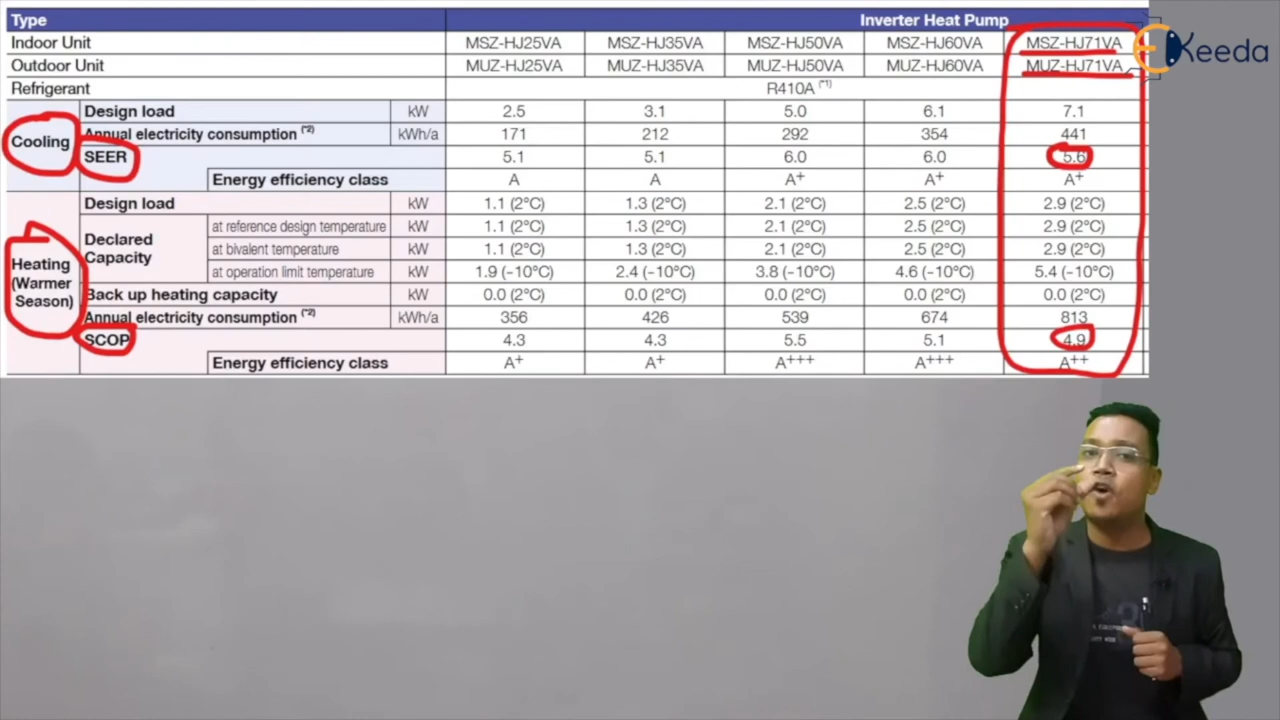 Type Inverter Heat Pump
Indoor Unit MSZ-HJ25VA MSZ-HJ35VA MSZ-HJ50VA MSZ-HJ60VA MSZ-HJ71VA
Outdoor Unit MUZ-HJ25VA MUZ-HJ35VA MUZ-HJ50VA MUZ-HJ60VA MUZ-HJ71VA
Refrigerant R410A (*1)
Cooling
Design load kW 2.5 3.1 5.0 6.1 7.1
Annual electricity consumption (*2) kWh/a 171 212 292 354 441
SEER 5.1 5.1 6.0 6.0 5.6
Energy efficiency class A A A+ A+ A+
Heating
(Warmer
Season)
Design load kW 1.1 (2°C) 1.3 (2°C) 2.1 (2°C) 2.5 (2°C) 2.9 (2°C)
Declared
Capacity
at reference design temperature kW 1.1 (2°C) 1.3 (2°C) 2.1 (2°C) 2.5 (2°C) 2.9 (2°C)
at bivalent temperature kW 1.1 (2°C) 1.3 (2°C) 2.1 (2°C) 2.5 (2°C) 2.9 (2°C)
at operation limit temperature kW 1.9 (−10°C) 2.4 (−10°C) 3.8 (−10°C) 4.6 (−10°C) 5.4 (−10°C)
Back up heating capacity kW 0.0 (2°C) 0.0 (2°C) 0.0 (2°C) 0.0 (2°C) 0.0 (2°C)
Annual electricity consumption (*2) kWh/a 356 426 539 674 813
SCOP 4.3 4.3 5.5 5.1 4.9
Energy efficiency class A+ A+ A+++ A+++ A++
Ekeeda